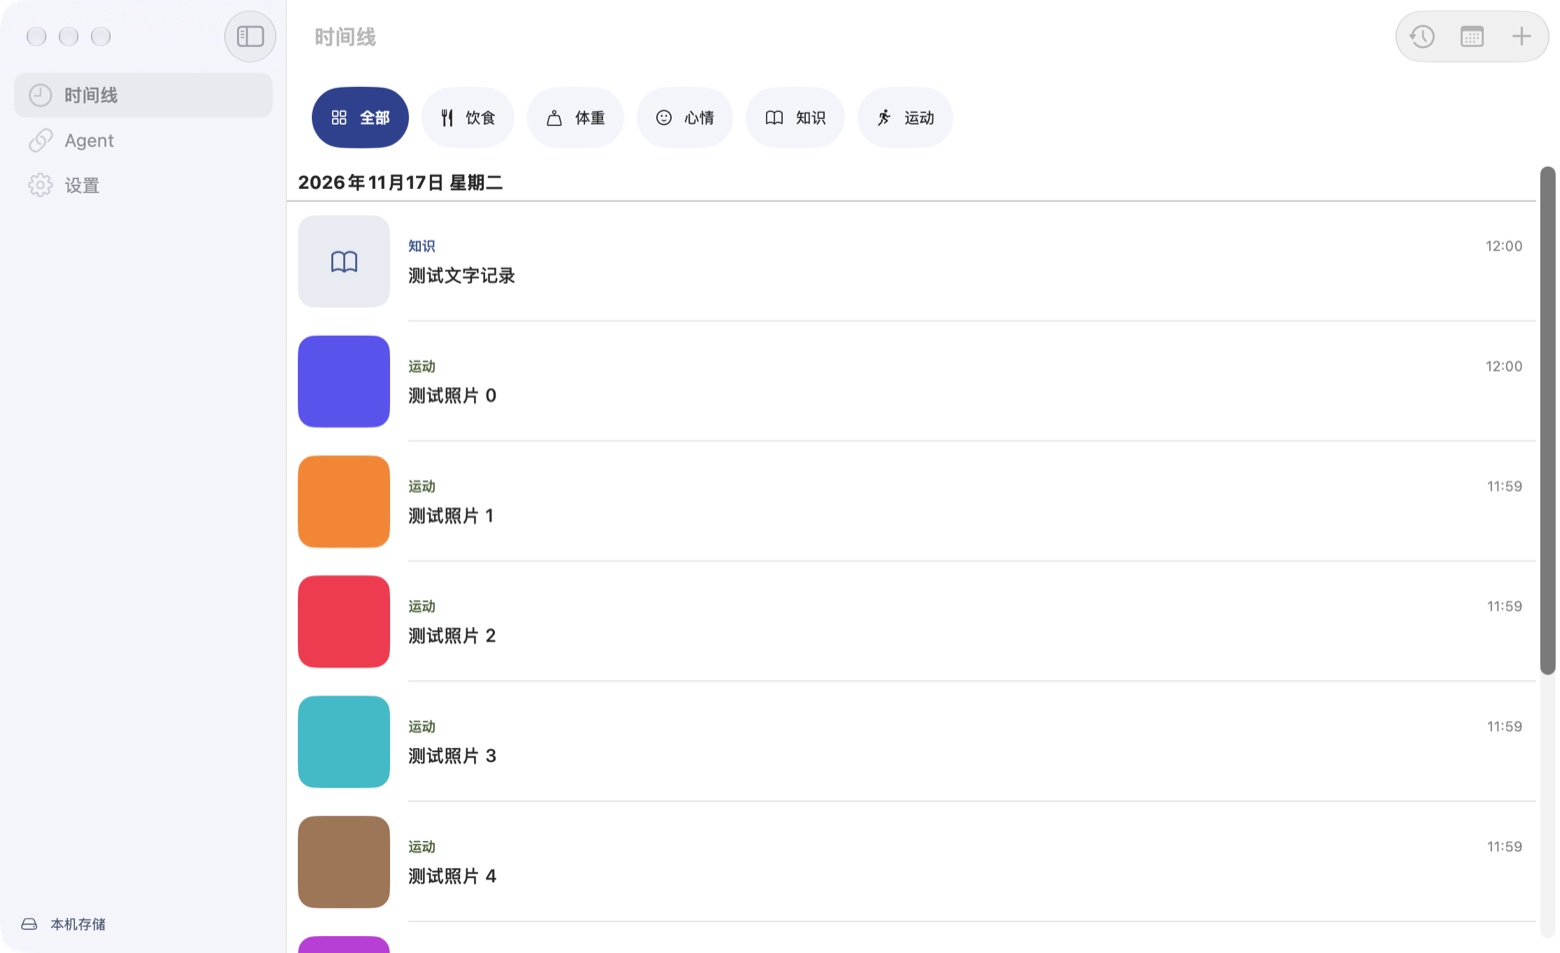 时间线
Agent
设置
本机存储
时间线
全部
饮食
体重
心情
知识
运动
2026年11月17日 星期二
知识
12:00
测试文字记录
运动
12:00
测试照片 0
运动
11:59
测试照片 1
运动
11:59
测试照片 2
运动
11:59
测试照片 3
运动
11:59
测试照片 4